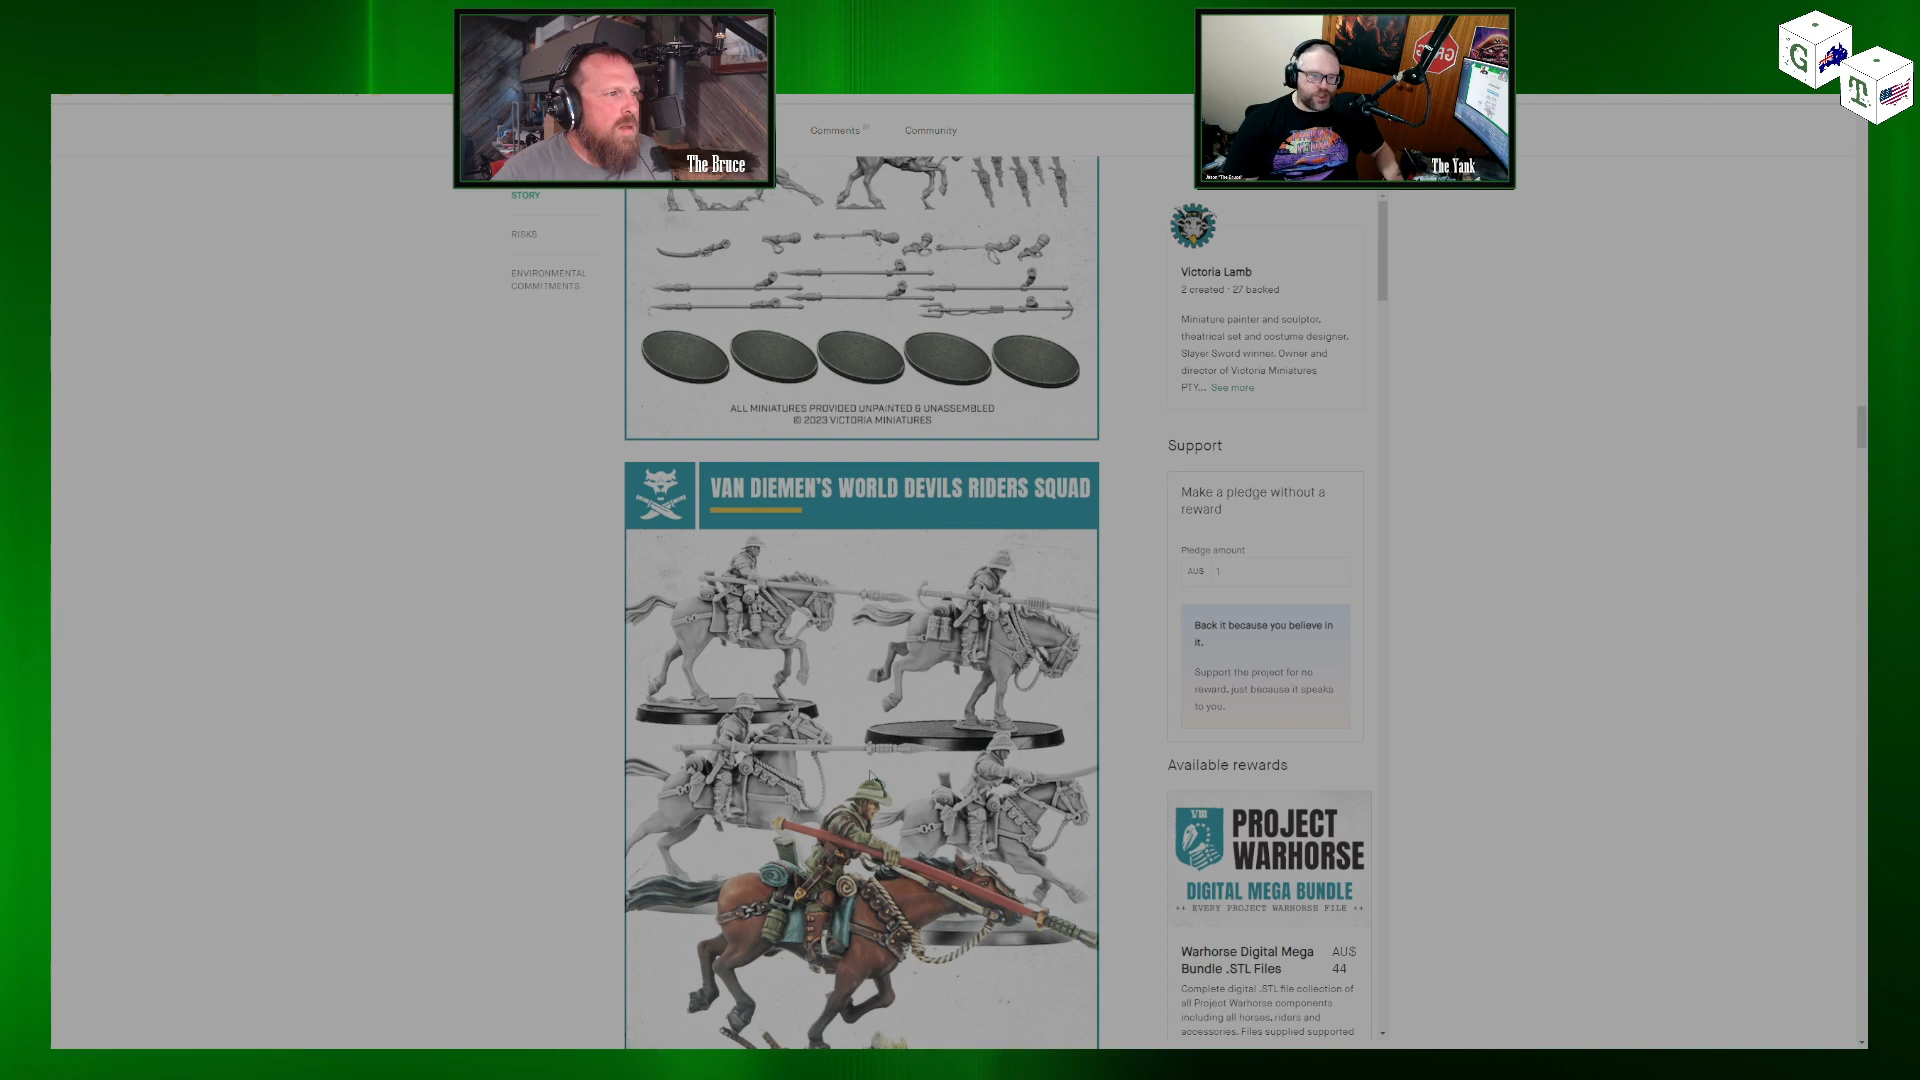 The Bruce
The Yank
Jason "The Bruce"
G
T
Comments
Community
STORY
RISKS
ENVIRONMENTAL
COMMITMENTS
ALL MINIATURES PROVIDED UNPAINTED & UNASSEMBLED
© 2023 VICTORIA MINIATURES
VAN DIEMEN'S WORLD DEVILS RIDERS SQUAD
Victoria Lamb
2 created · 27 backed
Miniature painter and sculptor,
theatrical set and costume designer.
Slayer Sword winner. Owner and
director of Victoria Miniatures
PTY... See more
Support
Make a pledge without a
reward
Pledge amount
AU$ 1
Back it because you believe in
it.
Support the project for no
reward, just because it speaks
to you.
Available rewards
VIII
PROJECT
WARHORSE
DIGITAL MEGA BUNDLE
++ EVERY PROJECT WARHORSE FILE ++
Warhorse Digital Mega
Bundle .STL Files
AU$
44
Complete digital .STL file collection of
all Project Warhorse components
including all horses, riders and
accessories. Files supplied supported